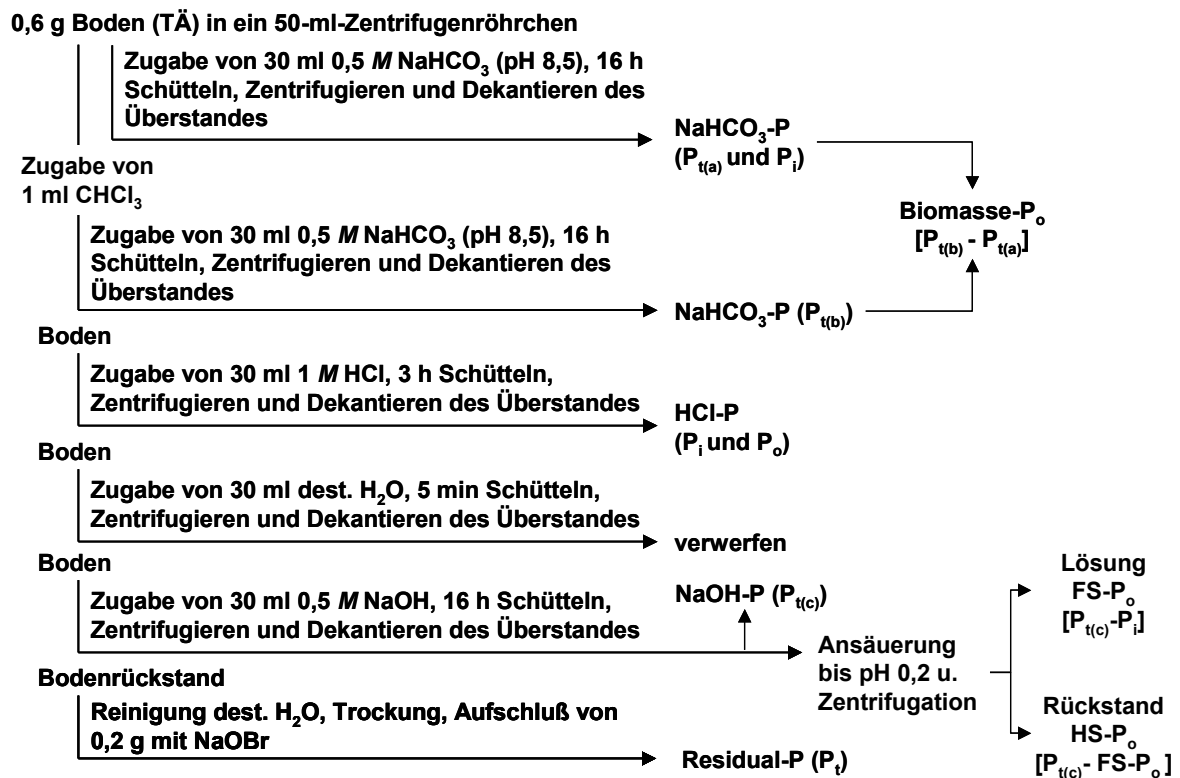 0,6 g Boden (TÄ) in ein 50-ml-Zentrifugenröhrchen
Zugabe von 30 ml 0,5 M NaHCO₃ (pH 8,5), 16 h
Schütteln, Zentrifugieren und Dekantieren des
Überstandes
NaHCO₃-P
(Pt(a) und Pi)
Zugabe von
1 ml CHCl₃
Biomasse-Po
[Pt(b) - Pt(a)]
Zugabe von 30 ml 0,5 M NaHCO₃ (pH 8,5), 16 h
Schütteln, Zentrifugieren und Dekantieren des
Überstandes
NaHCO₃-P (Pt(b))
Boden
Zugabe von 30 ml 1 M HCl, 3 h Schütteln,
Zentrifugieren und Dekantieren des Überstandes
HCl-P
(Pi und Po)
Boden
Zugabe von 30 ml dest. H₂O, 5 min Schütteln,
Zentrifugieren und Dekantieren des Überstandes
verwerfen
Boden
Zugabe von 30 ml 0,5 M NaOH, 16 h Schütteln,
Zentrifugieren und Dekantieren des Überstandes
NaOH-P (Pt(c))
Ansäuerung
bis pH 0,2 u.
Zentrifugation
Lösung
FS-Po
[Pt(c)-Pi]
Rückstand
HS-Po
[Pt(c)- FS-Po]
Bodenrückstand
Reinigung dest. H₂O, Trockung, Aufschluß von
0,2 g mit NaOBr
Residual-P (Pt)